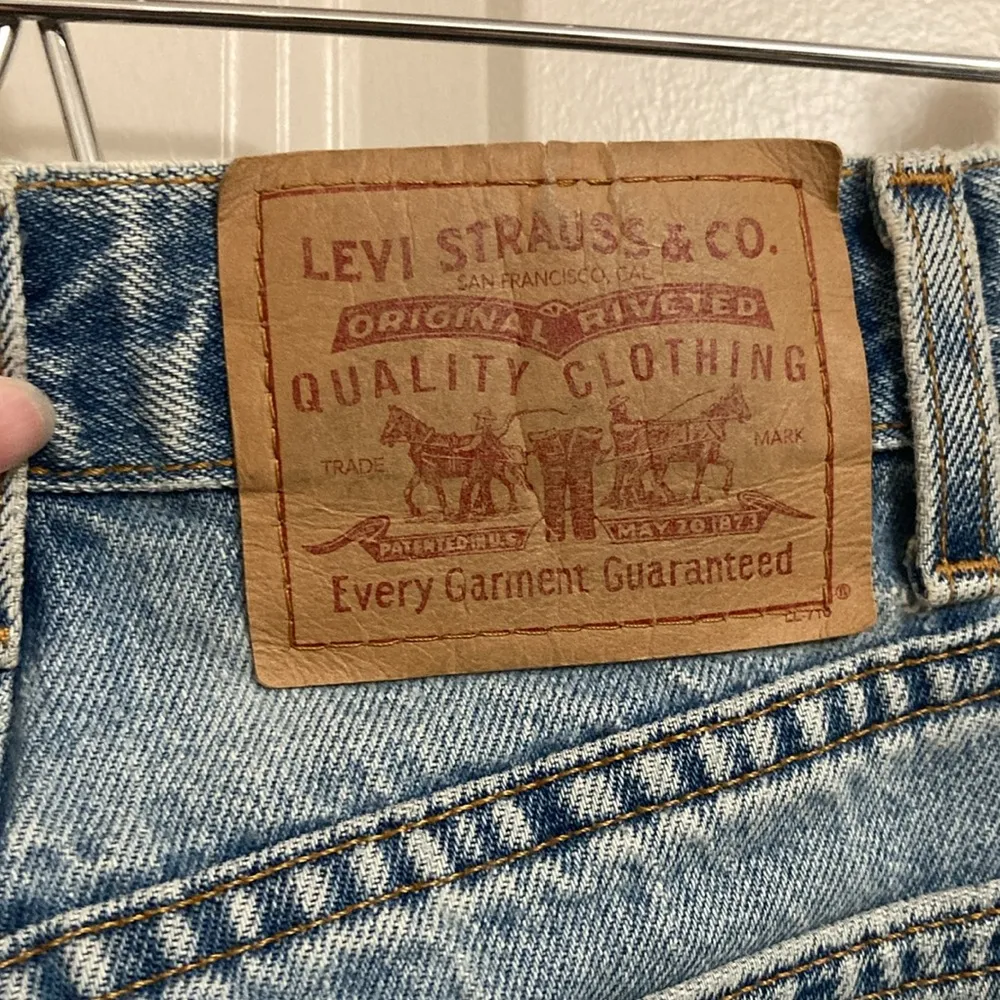 LEVI STRAUSS & CO.
SAN FRANCISCO, CAL.
ORIGINAL RIVETED
QUALITY CLOTHING
TRADE MARK
PATENTED IN U.S. MAY 20 1873
Every Garment Guaranteed
®